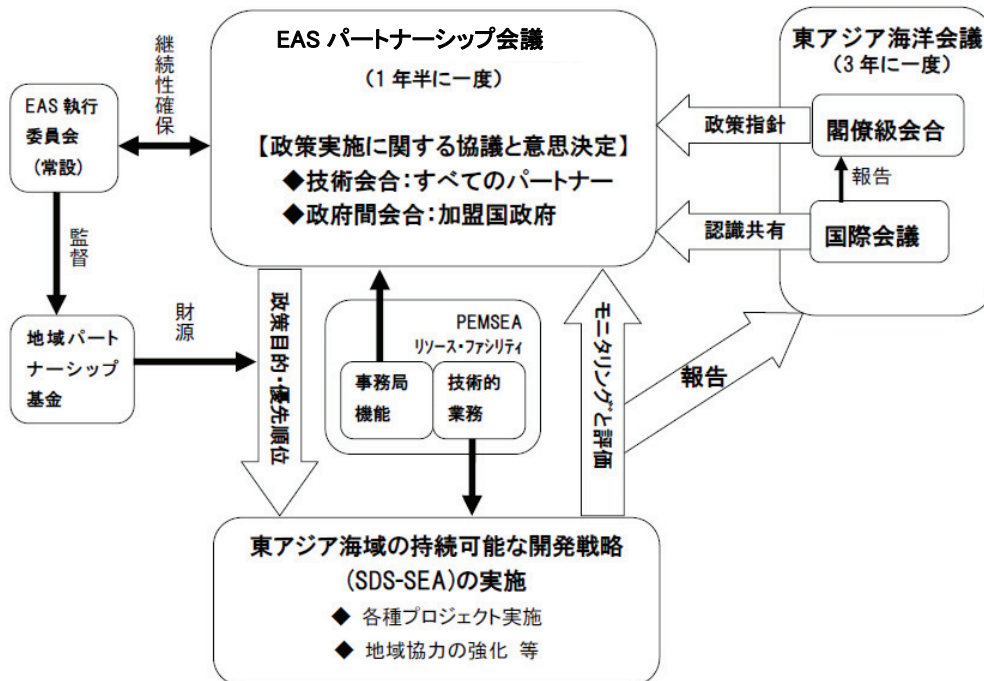 EAS パートナーシップ会議
（1 年半に一度）
【政策実施に関する協議と意思決定】
◆技術会合：すべてのパートナー
◆政府間会合：加盟国政府
継続性確保
EAS 執行
委員会
（常設）
監督
地域パート
ナーシップ
基金
財源
東アジア海洋会議
（3 年に一度）
政策指針
閣僚級会合
報告
認識共有
国際会議
政策目的・優先順位
PEMSEA
リソース・ファシリティ
事務局
機能
技術的
業務
モニタリングと評価
報告
東アジア海域の持続可能な開発戦略
(SDS-SEA)の実施
◆ 各種プロジェクト実施
◆ 地域協力の強化 等